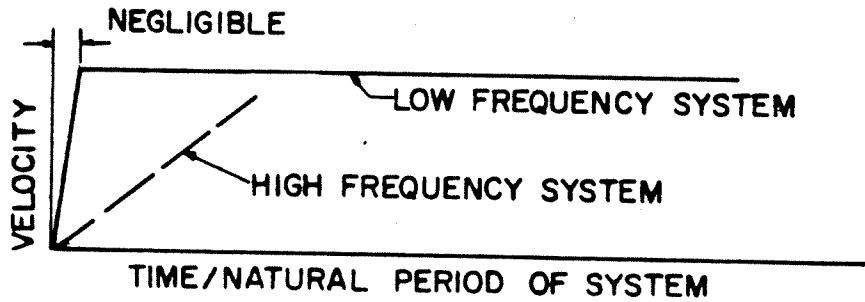 NEGLIGIBLE
LOW FREQUENCY SYSTEM
HIGH FREQUENCY SYSTEM
VELOCITY
TIME/NATURAL PERIOD OF SYSTEM